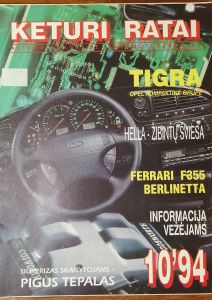 KETURI RATAI
TIGRA
OPEL KOMPAKTINĖ GRUPĖ
HELLA - ŽIBINTŲ ŠVIESA
FERRARI F355
BERLINETTA
INFORMACIJA
VEŽĖJAMS
SIURPRIZAS SKAITYTOJAMS -
PIGUS TEPALAS
10'94